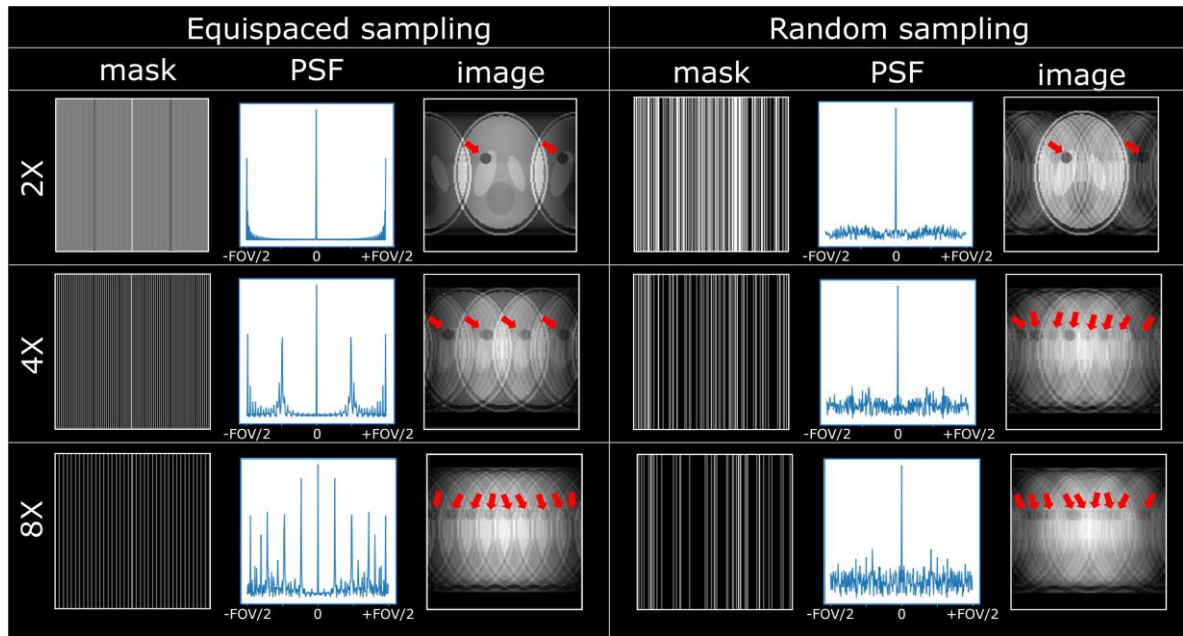 Equispaced sampling Random sampling
mask PSF image mask PSF image
2X
-FOV/2 0 +FOV/2 -FOV/2 0 +FOV/2
4X
-FOV/2 0 +FOV/2 -FOV/2 0 +FOV/2
8X
-FOV/2 0 +FOV/2 -FOV/2 0 +FOV/2